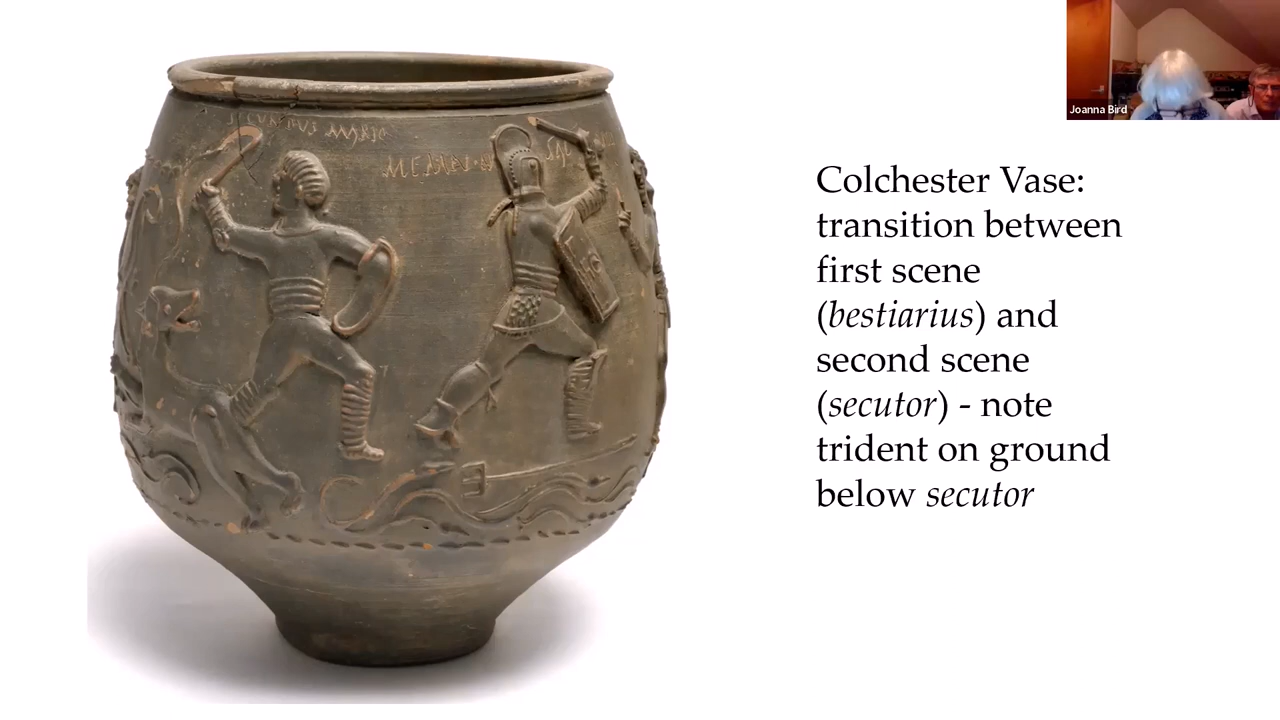 Joanna Bird
Colchester Vase:
transition between
first scene
(bestiarius) and
second scene
(secutor) - note
trident on ground
below secutor